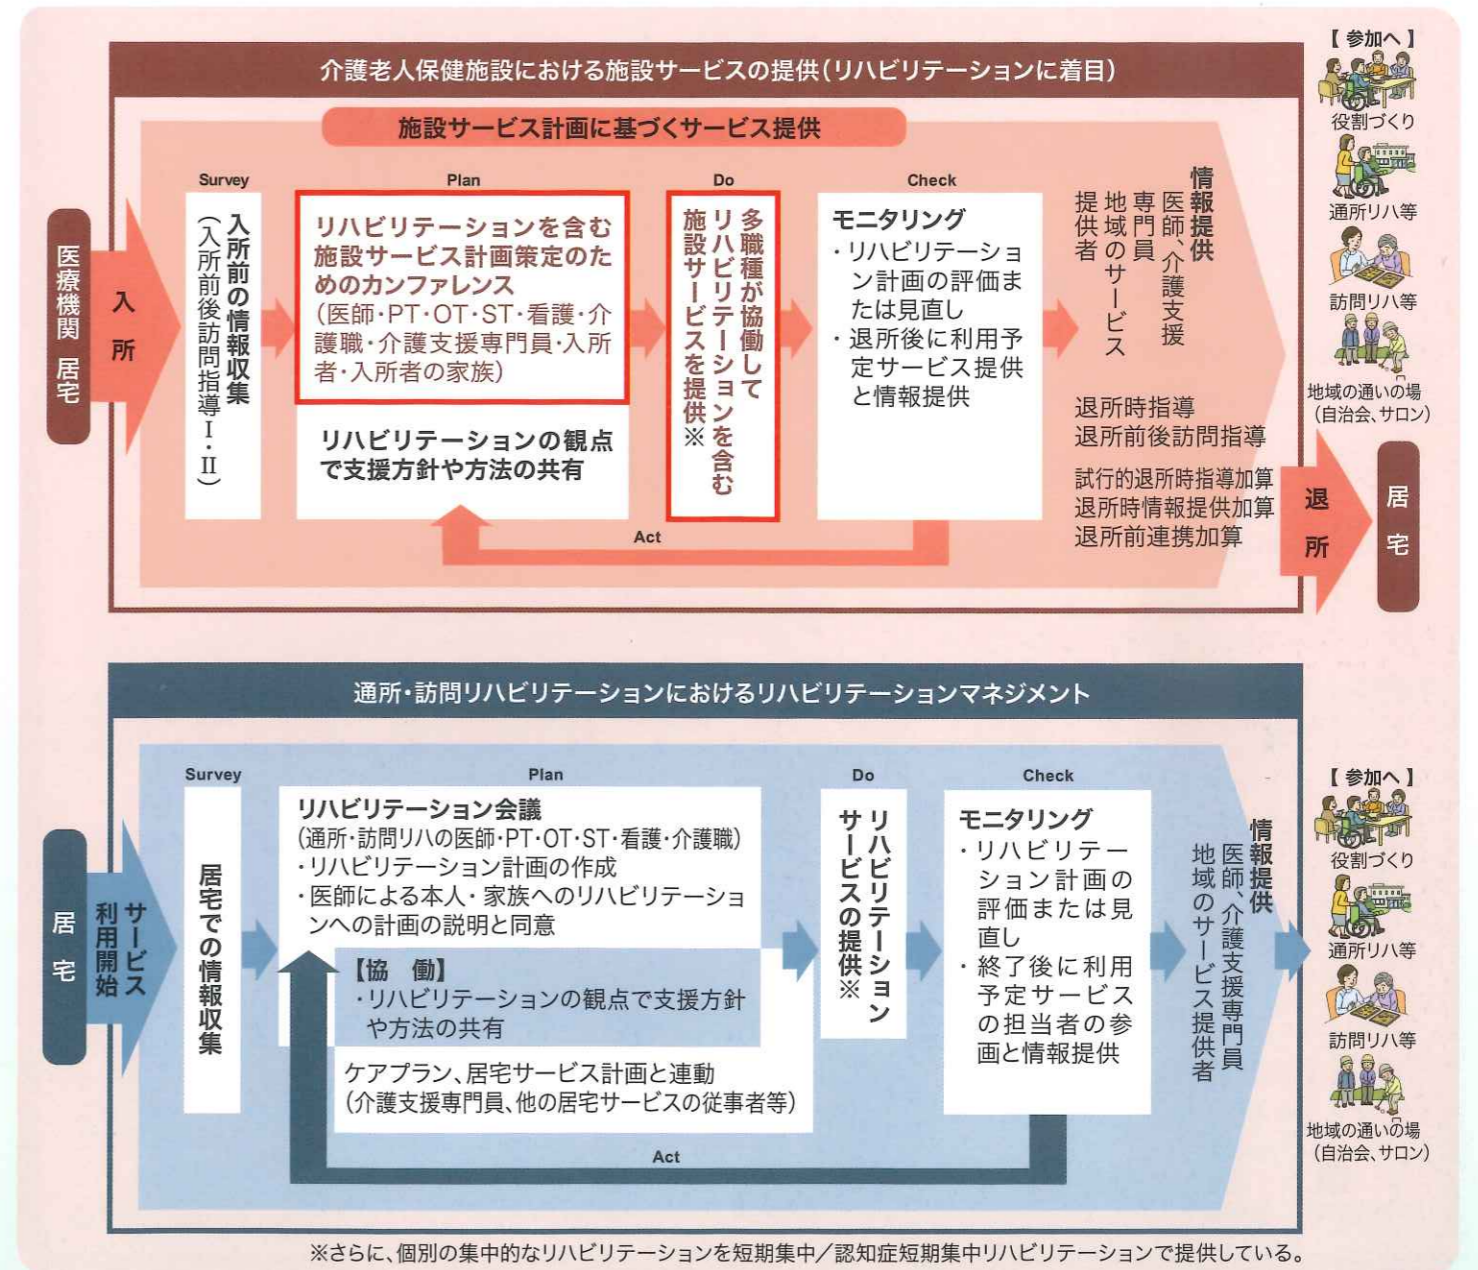 介護老人保健施設における施設サービスの提供(リハビリテーションに着目)
施設サービス計画に基づくサービス提供
医療機関 居宅
入所
Survey
入所前の情報収集
(入所前後訪問指導Ⅰ・Ⅱ)
Plan
リハビリテーションを含む
施設サービス計画策定のた
めのカンファレンス
(医師・PT・OT・ST・看護・介
護職・介護支援専門員・入所
者・入所者の家族)
リハビリテーションの観点
で支援方針や方法の共有
Do
多職種が協働して
リハビリテーションを含む
施設サービスを提供※
Check
モニタリング
・リハビリテーショ
ン計画の評価ま
たは見直し
・退所後に利用予
定サービス提供
と情報提供
Act
情報提供
医師、介護支援
専門員
地域のサービス
提供者
退所時指導
退所前後訪問指導
試行的退所時指導加算
退所時情報提供加算
退所前連携加算
退所
居宅
【参加へ】
役割づくり
通所リハ等
訪問リハ等
地域の通いの場
(自治会、サロン)
通所・訪問リハビリテーションにおけるリハビリテーションマネジメント
居宅
サービス
利用開始
Survey
居宅での情報収集
Plan
リハビリテーション会議
(通所・訪問リハの医師・PT・OT・ST・看護・介護職)
・リハビリテーション計画の作成
・医師による本人・家族へのリハビリテーショ
ンへの計画の説明と同意
【協 働】
・リハビリテーションの観点で支援方針
や方法の共有
ケアプラン、居宅サービス計画と連動
(介護支援専門員、他の居宅サービスの従事者等)
Do
リハビリテーション
サービスの提供※
Check
モニタリング
・リハビリテー
ション計画の
評価または見
直し
・終了後に利用
予定サービス
の担当者の参
画と情報提供
Act
情報提供
医師、介護支援専門員
地域のサービス提供者
【参加へ】
役割づくり
通所リハ等
訪問リハ等
地域の通いの場
(自治会、サロン)
※さらに、個別の集中的なリハビリテーションを短期集中/認知症短期集中リハビリテーションで提供している。